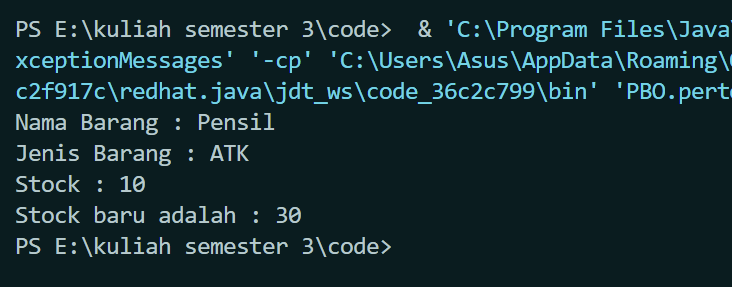 PS E:\kuliah semester 3\code>  & 'C:\Program Files\Java\
xceptionMessages' '-cp' 'C:\Users\Asus\AppData\Roaming\
c2f917c\redhat.java\jdt_ws\code_36c2c799\bin' 'PBO.perte
Nama Barang : Pensil
Jenis Barang : ATK
Stock : 10
Stock baru adalah : 30
PS E:\kuliah semester 3\code>